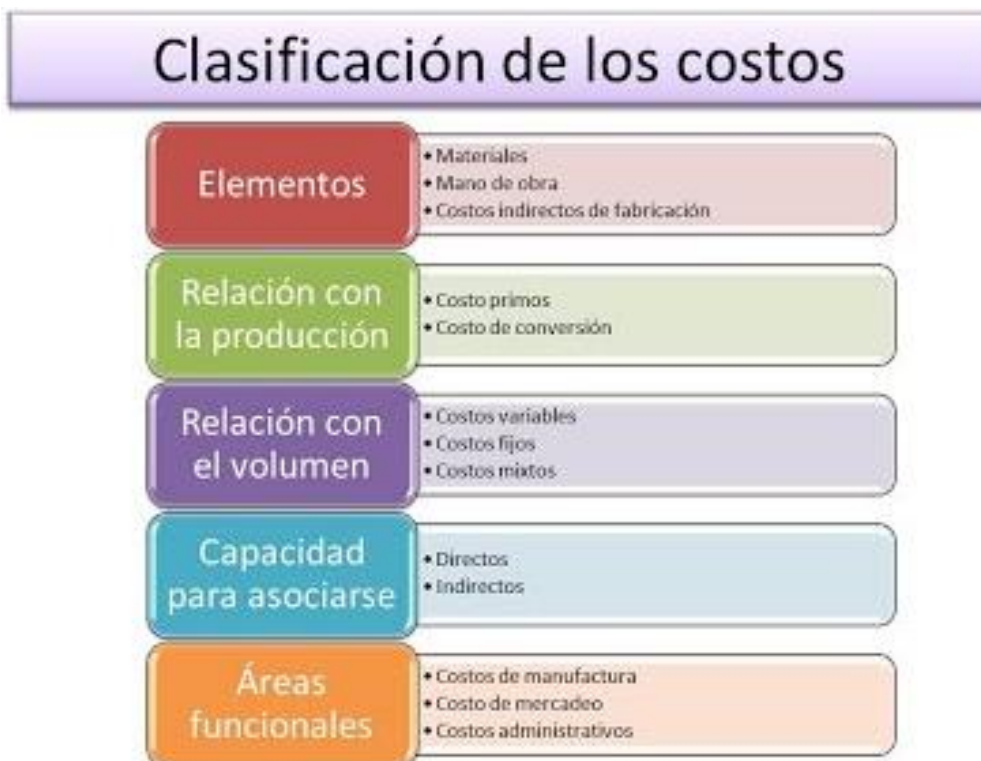 Clasificación de los costos
Elementos
• Materiales
• Mano de obra
• Costos indirectos de fabricación
Relación con
la producción
• Costo primos
• Costo de conversión
Relación con
el volumen
• Costos variables
• Costos fijos
• Costos mixtos
Capacidad
para asociarse
• Directos
• Indirectos
Áreas
funcionales
• Costos de manufactura
• Costo de mercadeo
• Costos administrativos